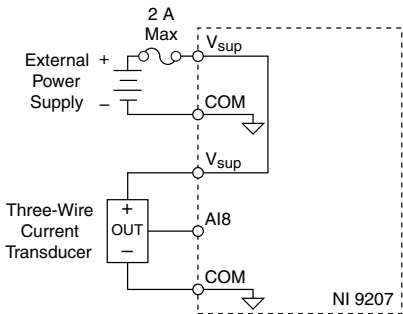 2 A
Max
External
Power
Supply
+
–
Vsup
COM
Vsup
Three-Wire
Current
Transducer
+
OUT
–
AI8
COM
NI 9207